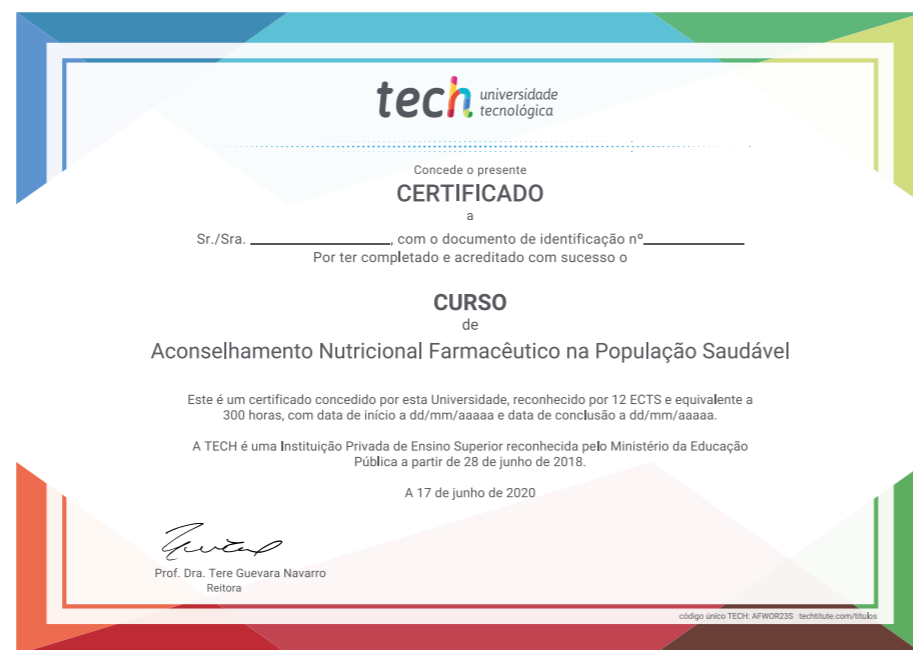 tech universidade
tecnológica
Concede o presente
CERTIFICADO
a
Sr./Sra. ________________, com o documento de identificação nº____________
Por ter completado e acreditado com sucesso o
CURSO
de
Aconselhamento Nutricional Farmacêutico na População Saudável
Este é um certificado concedido por esta Universidade, reconhecido por 12 ECTS e equivalente a
300 horas, com data de início a dd/mm/aaaaa e data de conclusão a dd/mm/aaaaa.
A TECH é uma Instituição Privada de Ensino Superior reconhecida pelo Ministério da Educação
Pública a partir de 28 de junho de 2018.
A 17 de junho de 2020
Prof. Dra. Tere Guevara Navarro
Reitora
código único TECH: AFWOR23S techtitute.com/titulos